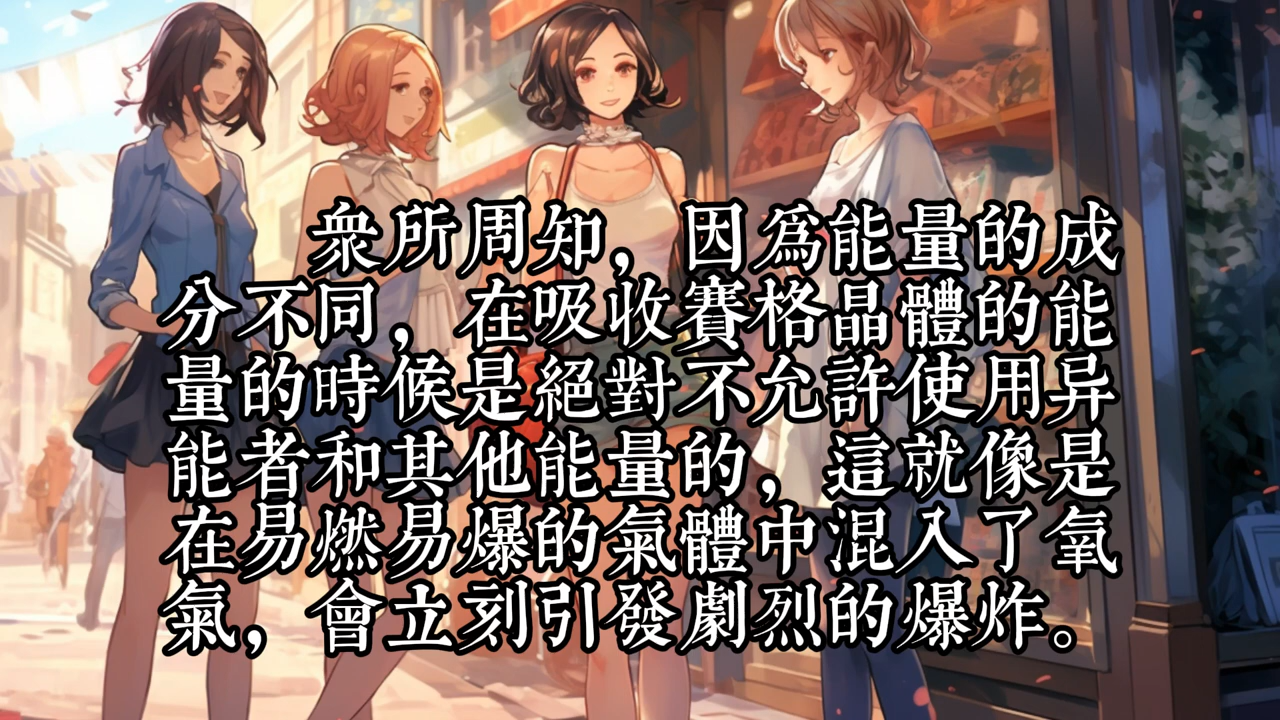 衆所周知，因爲能量的成
分不同，在吸收賽格晶體的能
量的時候是絕對不允許使用异
能者和其他能量的，這就像是
在易燃易爆的氣體中混入了氧
氣，會立刻引發劇烈的爆炸。